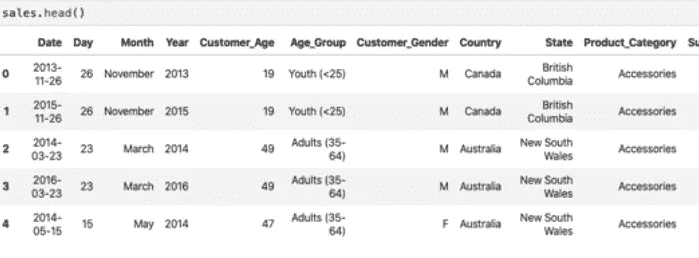 sales.head()
Date Day Month Year Customer_Age Age_Group Customer_Gender Country State Product_Category Su
0 2013-11-26 26 November 2013 19 Youth (<25) M Canada British Columbia Accessories
1 2015-11-26 26 November 2015 19 Youth (<25) M Canada British Columbia Accessories
2 2014-03-23 23 March 2014 49 Adults (35-64) M Australia New South Wales Accessories
3 2016-03-23 23 March 2016 49 Adults (35-64) M Australia New South Wales Accessories
4 2014-05-15 15 May 2014 47 Adults (35-64) F Australia New South Wales Accessories